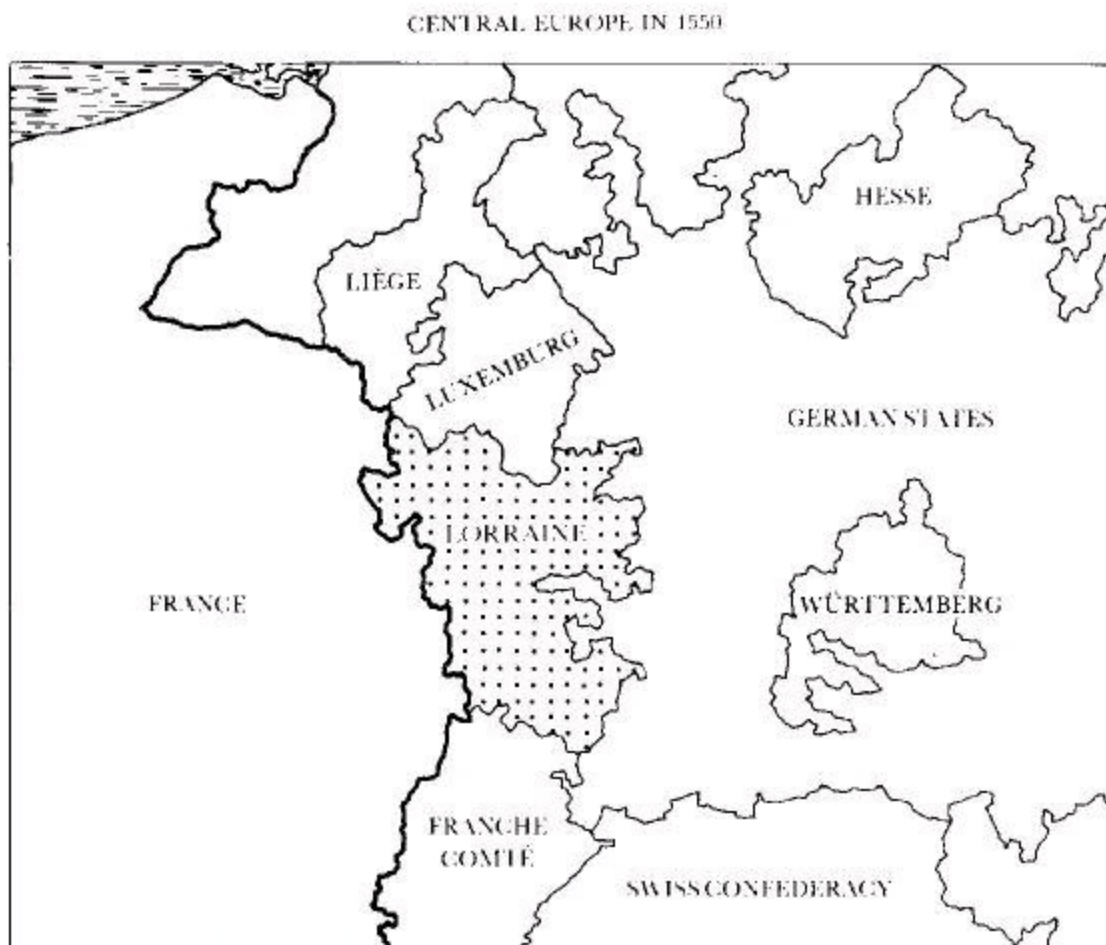 CENTRAL EUROPE IN 1550
HESSE
LIÈGE
LUXEMBURG
GERMAN STATES
LORRAINE
FRANCE
WÜRTTEMBERG
FRANCHE
COMTÉ
SWISS CONFEDERACY